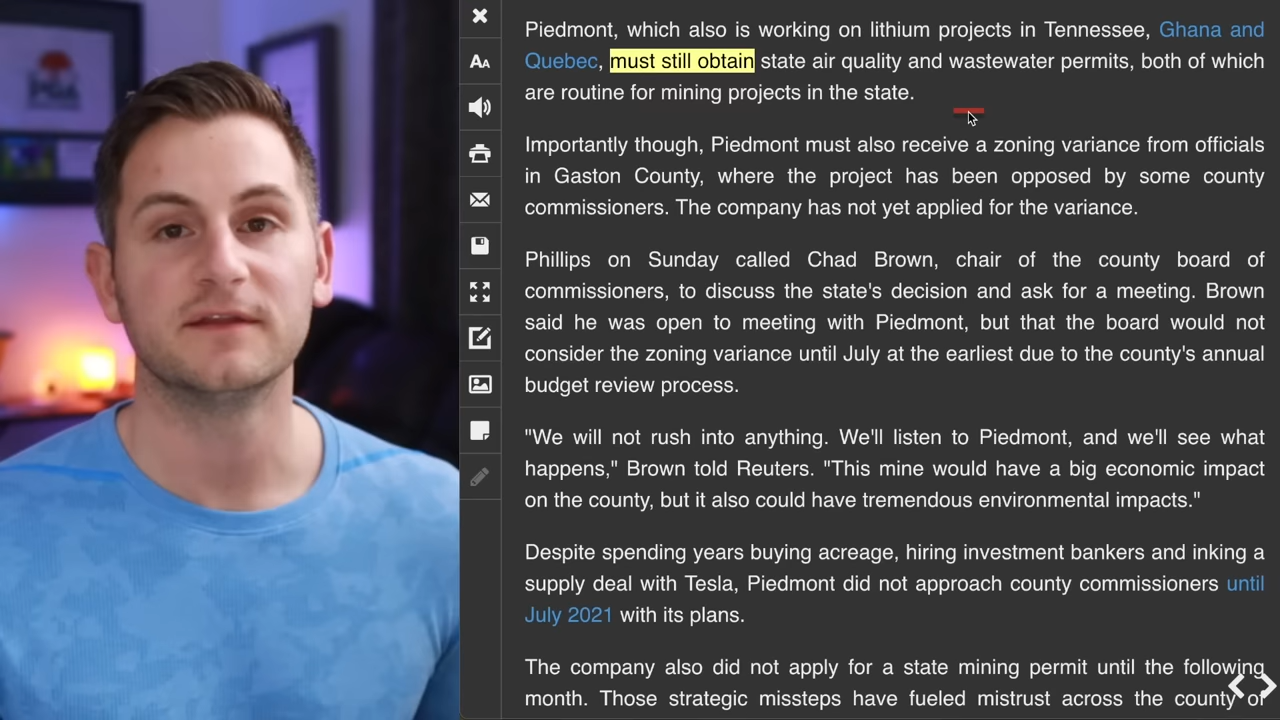 Piedmont, which also is working on lithium projects in Tennessee, Ghana and
Quebec, must still obtain state air quality and wastewater permits, both of which
are routine for mining projects in the state.
Importantly though, Piedmont must also receive a zoning variance from officials
in Gaston County, where the project has been opposed by some county
commissioners. The company has not yet applied for the variance.
Phillips on Sunday called Chad Brown, chair of the county board of
commissioners, to discuss the state's decision and ask for a meeting. Brown
said he was open to meeting with Piedmont, but that the board would not
consider the zoning variance until July at the earliest due to the county's annual
budget review process.
"We will not rush into anything. We'll listen to Piedmont, and we'll see what
happens," Brown told Reuters. "This mine would have a big economic impact
on the county, but it also could have tremendous environmental impacts."
Despite spending years buying acreage, hiring investment bankers and inking a
supply deal with Tesla, Piedmont did not approach county commissioners until
July 2021 with its plans.
The company also did not apply for a state mining permit until the following
month. Those strategic missteps have fueled mistrust across the county of
AA